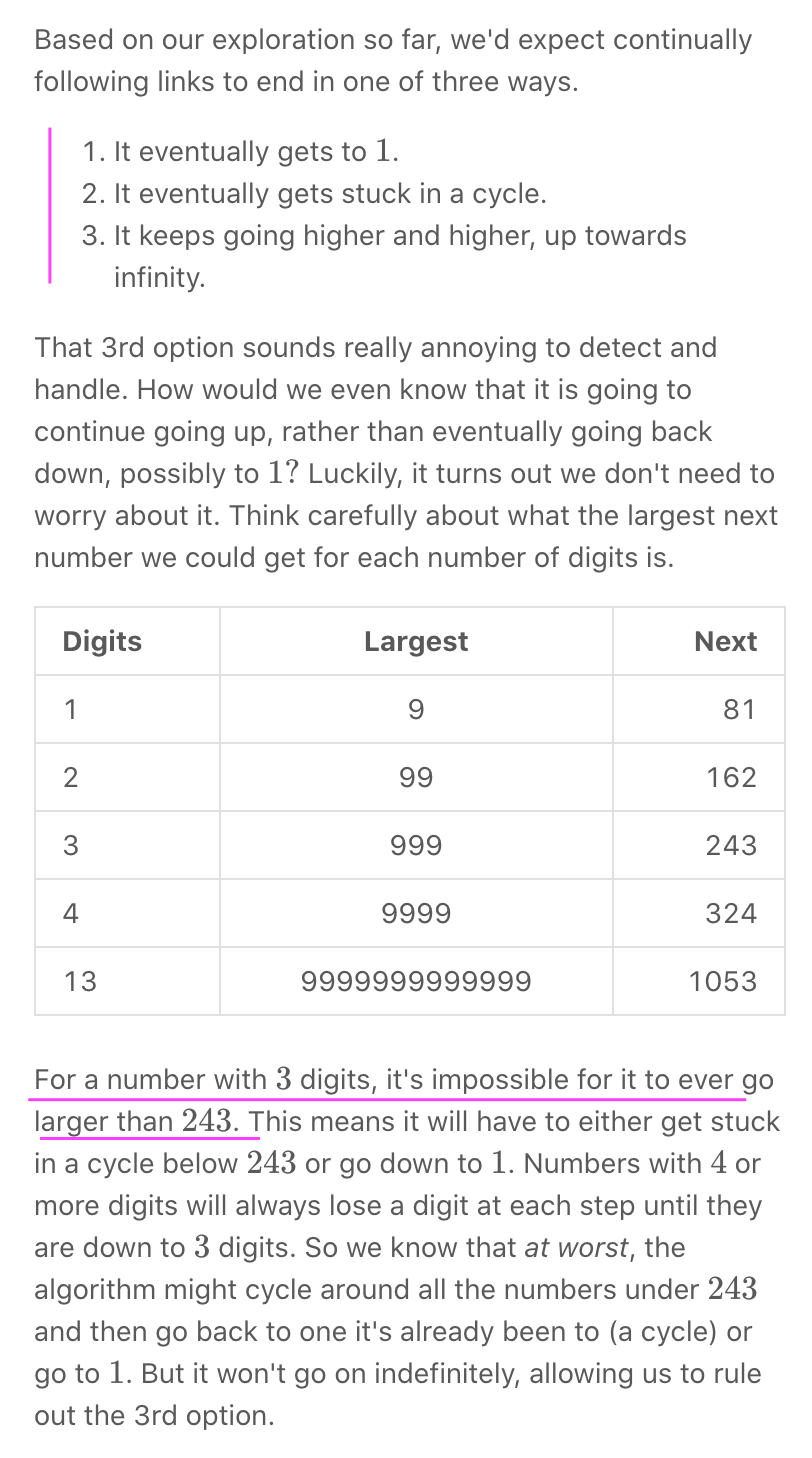 Based on our exploration so far, we'd expect continually
following links to end in one of three ways.
1. It eventually gets to 1.
2. It eventually gets stuck in a cycle.
3. It keeps going higher and higher, up towards
infinity.
That 3rd option sounds really annoying to detect and
handle. How would we even know that it is going to
continue going up, rather than eventually going back
down, possibly to 1? Luckily, it turns out we don't need to
worry about it. Think carefully about what the largest next
number we could get for each number of digits is.
Digits Largest Next
1 9 81
2 99 162
3 999 243
4 9999 324
13 9999999999999 1053
For a number with 3 digits, it's impossible for it to ever go
larger than 243. This means it will have to either get stuck
in a cycle below 243 or go down to 1. Numbers with 4 or
more digits will always lose a digit at each step until they
are down to 3 digits. So we know that at worst, the
algorithm might cycle around all the numbers under 243
and then go back to one it's already been to (a cycle) or
go to 1. But it won't go on indefinitely, allowing us to rule
out the 3rd option.